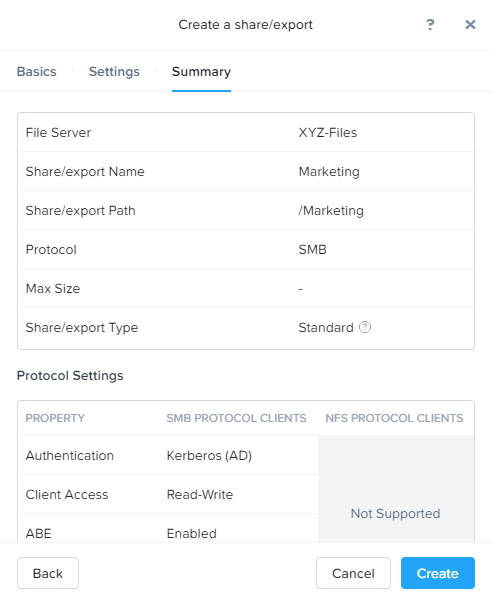 Create a share/export ? ×
Basics Settings Summary
File Server XYZ-Files
Share/export Name Marketing
Share/export Path /Marketing
Protocol SMB
Max Size -
Share/export Type Standard ?
Protocol Settings
PROPERTY SMB PROTOCOL CLIENTS NFS PROTOCOL CLIENTS
Authentication Kerberos (AD)
Client Access Read-Write
Not Supported
ABE Enabled
Back Cancel Create